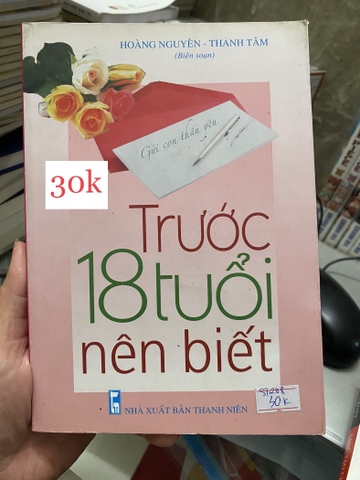 HOÀNG NGUYÊN - THANH TÂM
(Biên soạn)
Gửi con thân yêu
30k
Trước
18 tuổi
nên biết
NHÀ XUẤT BẢN THANH NIÊN
30K